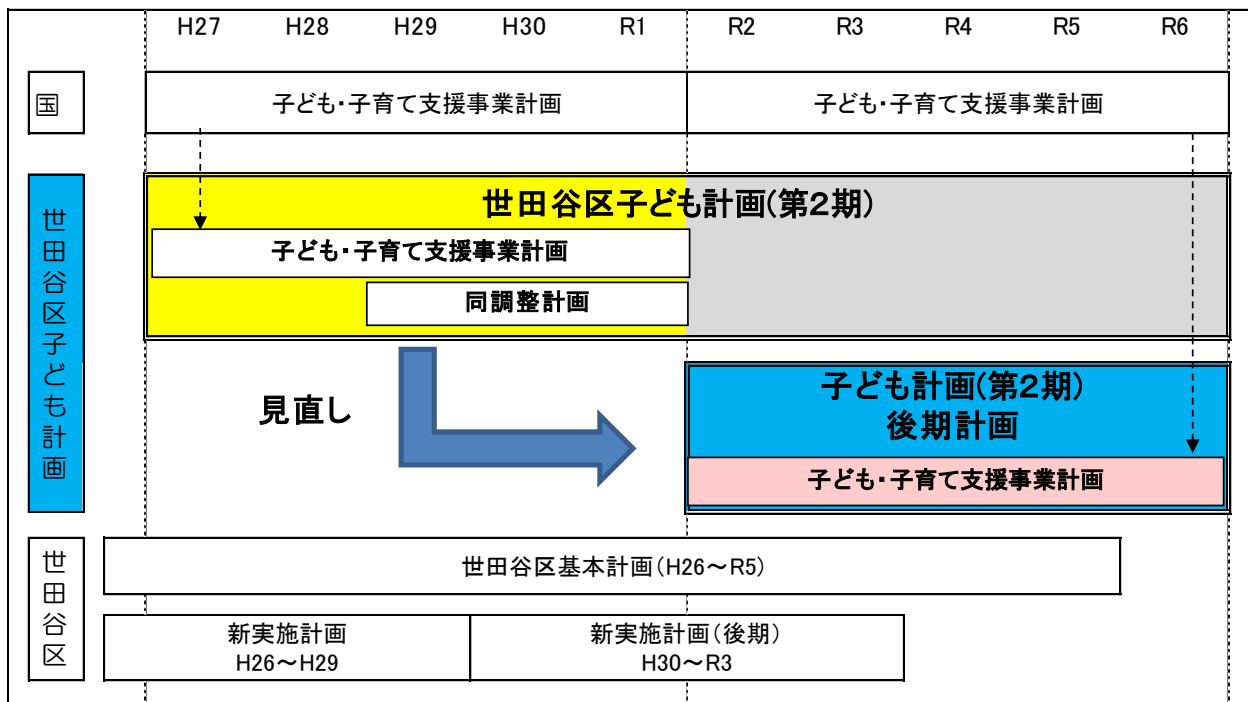 H27 H28 H29 H30 R1 R2 R3 R4 R5 R6
国
子ども・子育て支援事業計画
子ども・子育て支援事業計画
世田谷区子ども計画
世田谷区子ども計画(第2期)
子ども・子育て支援事業計画
同調整計画
見直し
子ども計画(第2期)
後期計画
子ども・子育て支援事業計画
世田谷区
世田谷区基本計画(H26～R5)
新実施計画
H26～H29
新実施計画(後期)
H30～R3